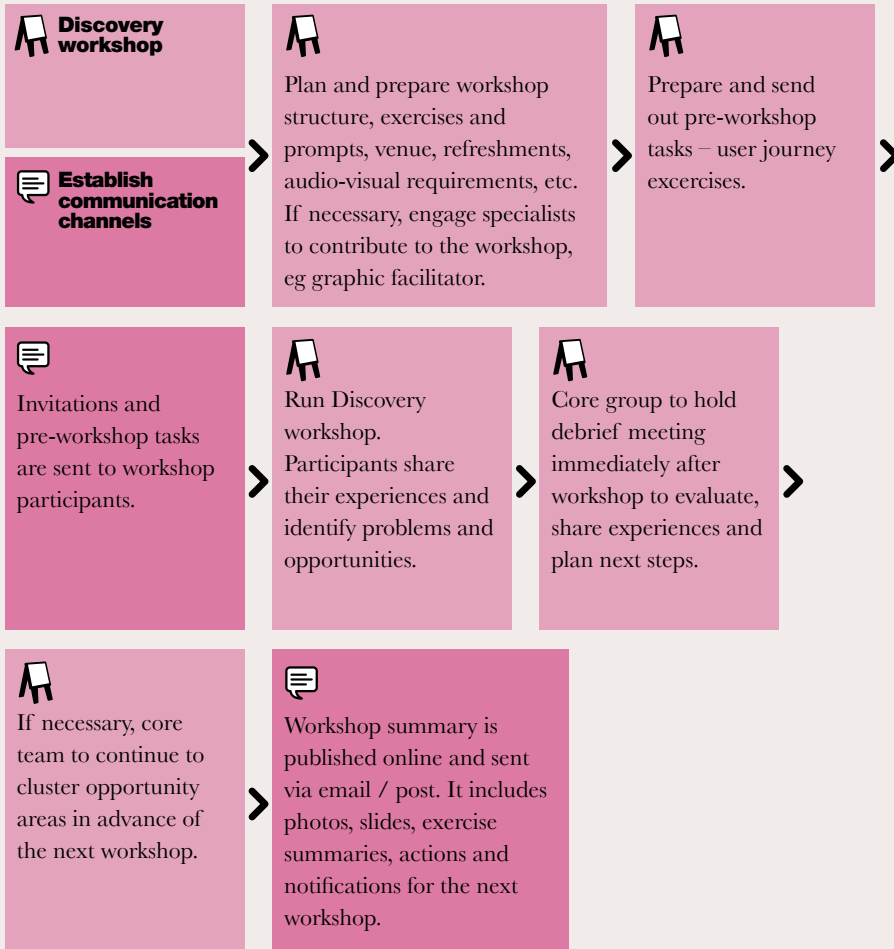 Discovery
workshop
Establish
communication
channels
Plan and prepare workshop
structure, exercises and
prompts, venue, refreshments,
audio-visual requirements, etc.
If necessary, engage specialists
to contribute to the workshop,
eg graphic facilitator.
Prepare and send
out pre-workshop
tasks – user journey
excercises.
Invitations and
pre-workshop tasks
are sent to workshop
participants.
Run Discovery
workshop.
Participants share
their experiences and
identify problems and
opportunities.
Core group to hold
debrief meeting
immediately after
workshop to evaluate,
share experiences and
plan next steps.
If necessary, core
team to continue to
cluster opportunity
areas in advance of
the next workshop.
Workshop summary is
published online and sent
via email / post. It includes
photos, slides, exercise
summaries, actions and
notifications for the next
workshop.